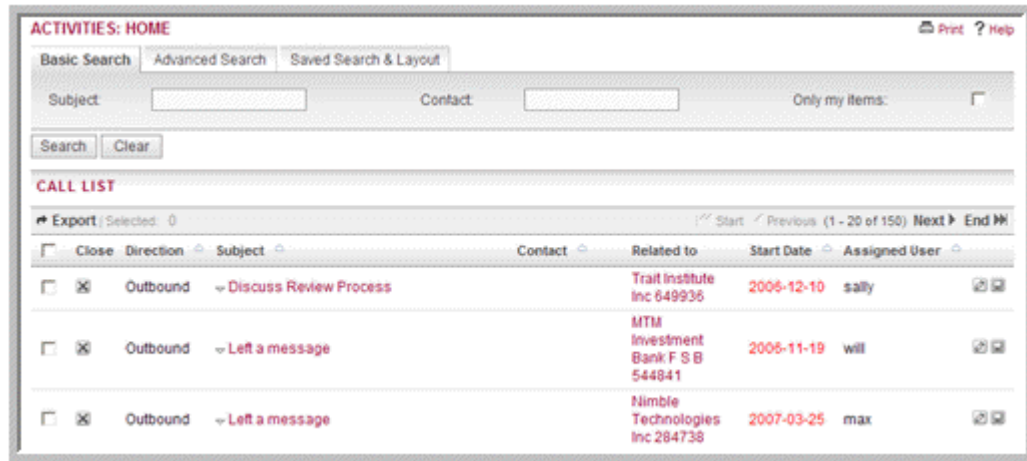 ACTIVITIES: HOME Print ? Help
Basic Search Advanced Search Saved Search & Layout
Subject: Contact: Only my items:
Search Clear
CALL LIST
Export | Selected: 0 Start Previous (1 - 20 of 150) Next End
Close Direction Subject Contact Related to Start Date Assigned User
Outbound Discuss Review Process Trait Institute Inc 649936 2006-12-10 sally
Outbound Left a message MTM Investment Bank F S B 544841 2006-11-19 will
Outbound Left a message Nimble Technologies Inc 284738 2007-03-25 max